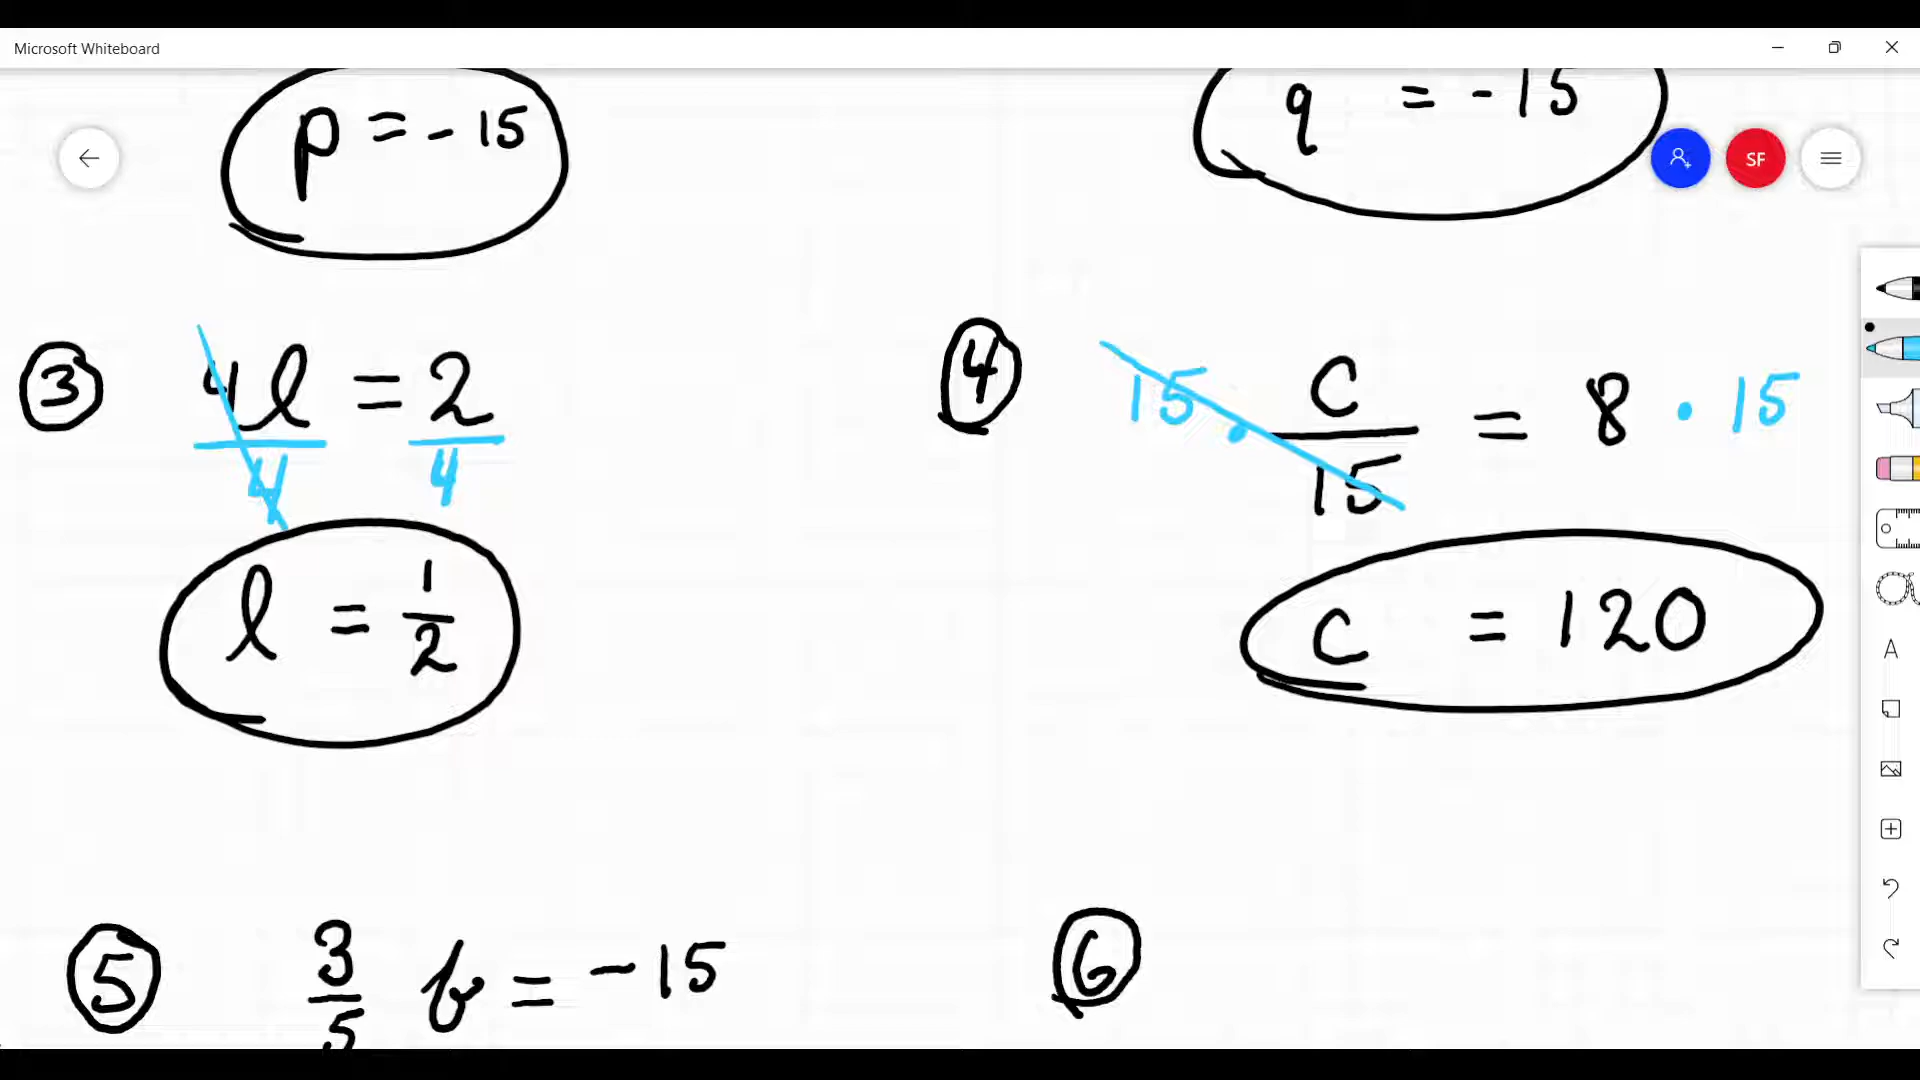 Microsoft Whiteboard
p = - 15
q = - 15
SF
③ 4l = 2
4 4
l = 1/2
④ 15 · c/15 = 8 · 15
c = 120
⑤ 3/5 b = - 15
⑥
A